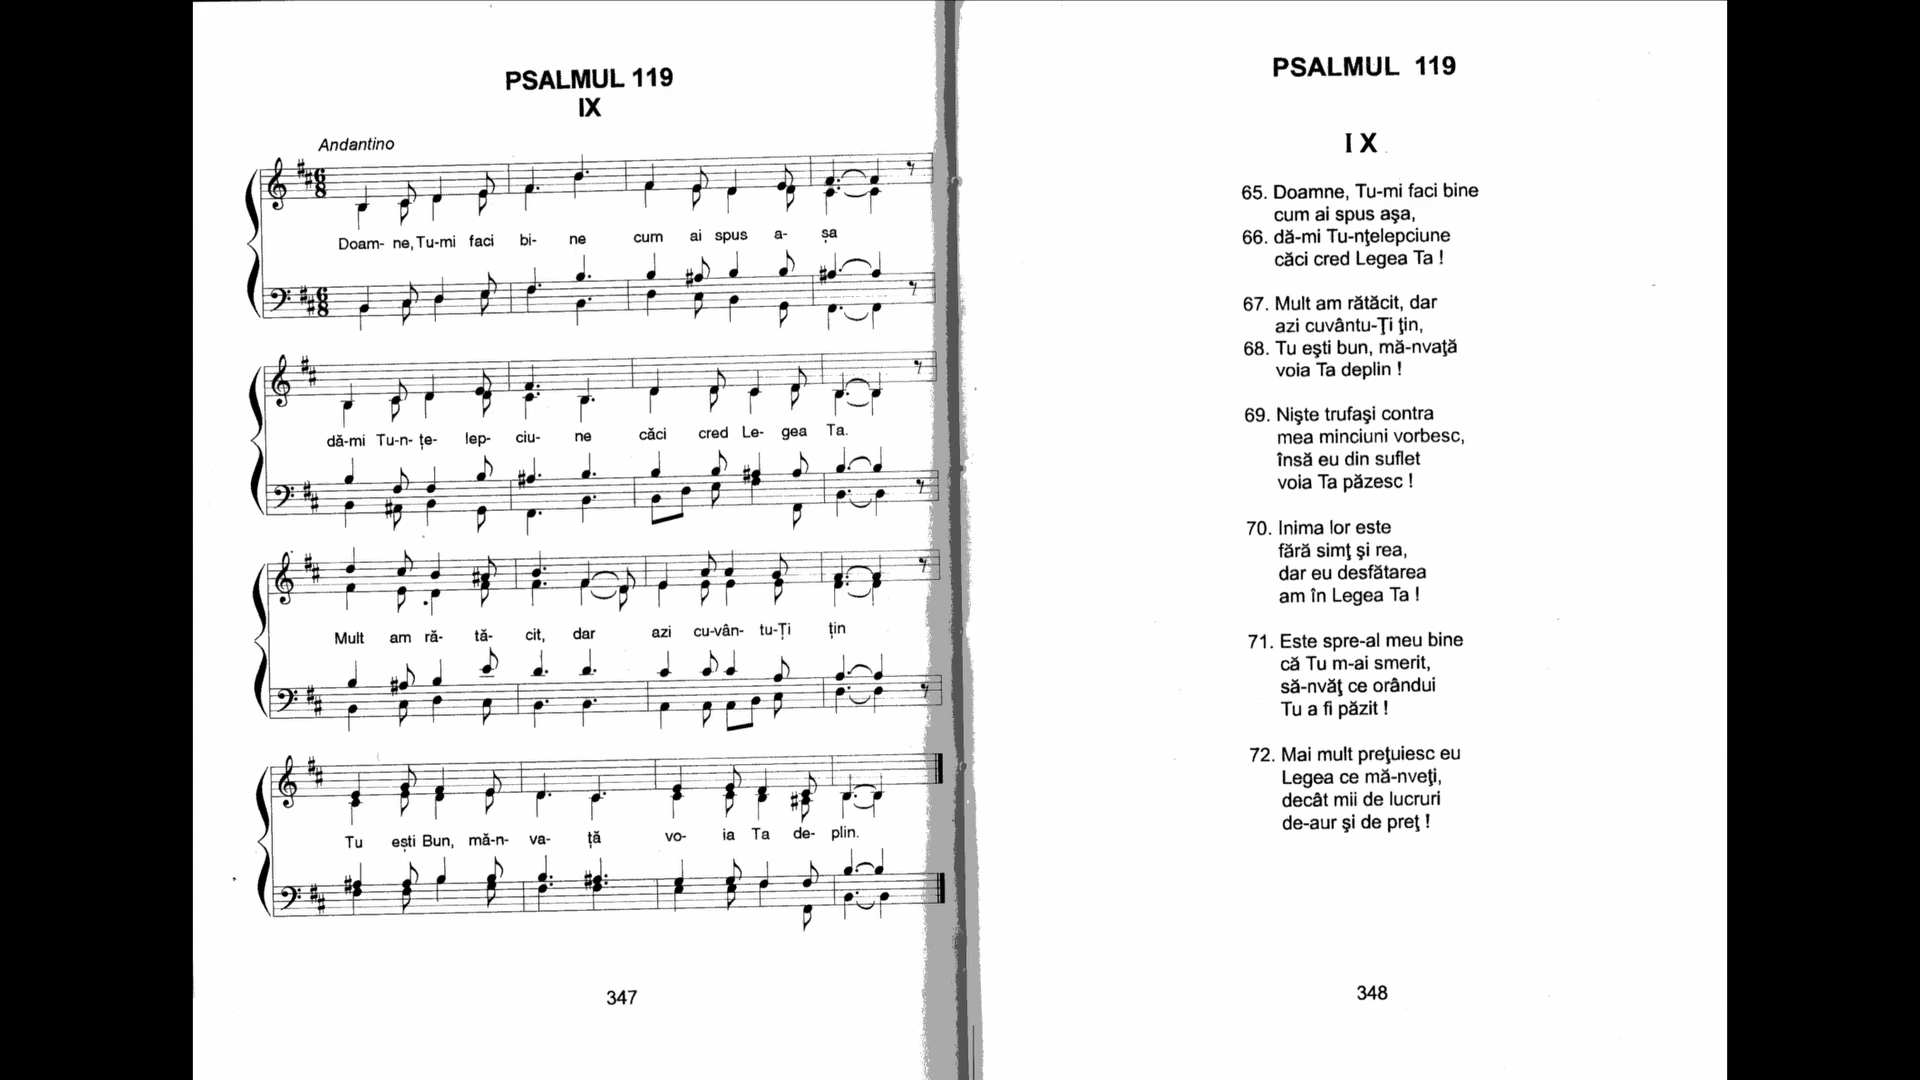 PSALMUL 119
IX
Andantino
6
8
Doam- ne, Tu-mi faci bi- ne cum ai spus a- șa
6
8
dă-mi Tu-n- țe- lep- ciu- ne căci cred Le- gea Ta.
Mult am ră- tă- cit, dar azi cu-vân- tu-Ți țin
Tu ești Bun, mă-n- va- ță vo- ia Ta de- plin.
347
PSALMUL 119
I X
65. Doamne, Tu-mi faci bine
cum ai spus aşa,
66. dă-mi Tu-nţelepciune
căci cred Legea Ta !
67. Mult am rătăcit, dar
azi cuvântu-Ţi ţin,
68. Tu eşti bun, mă-nvaţă
voia Ta deplin !
69. Nişte trufaşi contra
mea minciuni vorbesc,
însă eu din suflet
voia Ta păzesc !
70. Inima lor este
fără simţ şi rea,
dar eu desfătarea
am în Legea Ta !
71. Este spre-al meu bine
că Tu m-ai smerit,
să-nvăţ ce orândui
Tu a fi păzit !
72. Mai mult preţuiesc eu
Legea ce mă-nveţi,
decât mii de lucruri
de-aur şi de preţ !
348